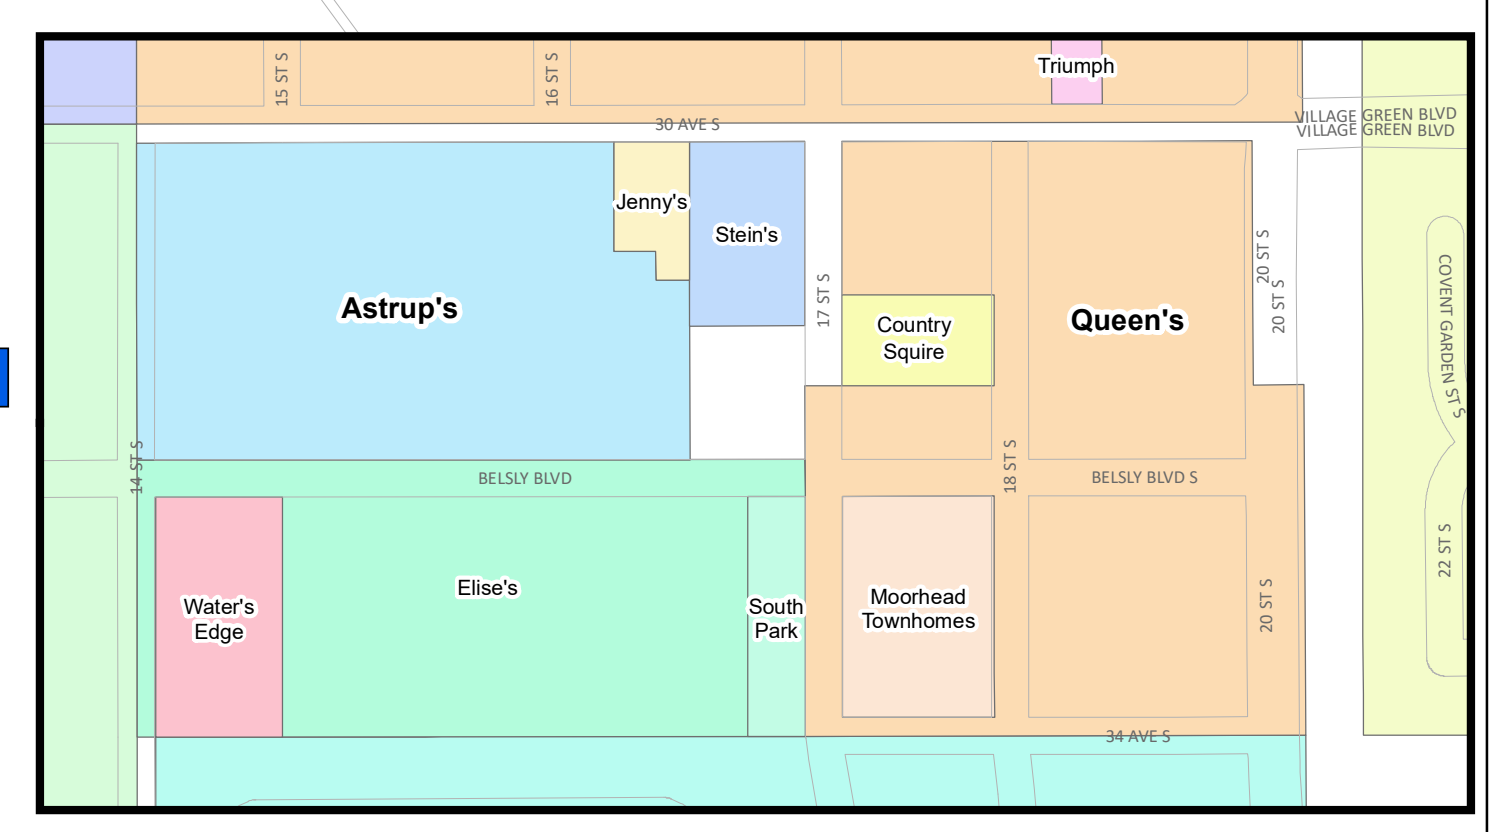 15 ST S
16 ST S
Triumph
30 AVE S
VILLAGE GREEN BLVD
VILLAGE GREEN BLVD
Jenny's
Stein's
Astrup's
17 ST S
Country
Squire
Queen's
20 ST S
20 ST S
COVENT GARDEN ST S
14 ST S
BELSLY BLVD
18 ST S
BELSLY BLVD S
22 ST S
Water's
Edge
Elise's
South
Park
Moorhead
Townhomes
20 ST S
34 AVE S